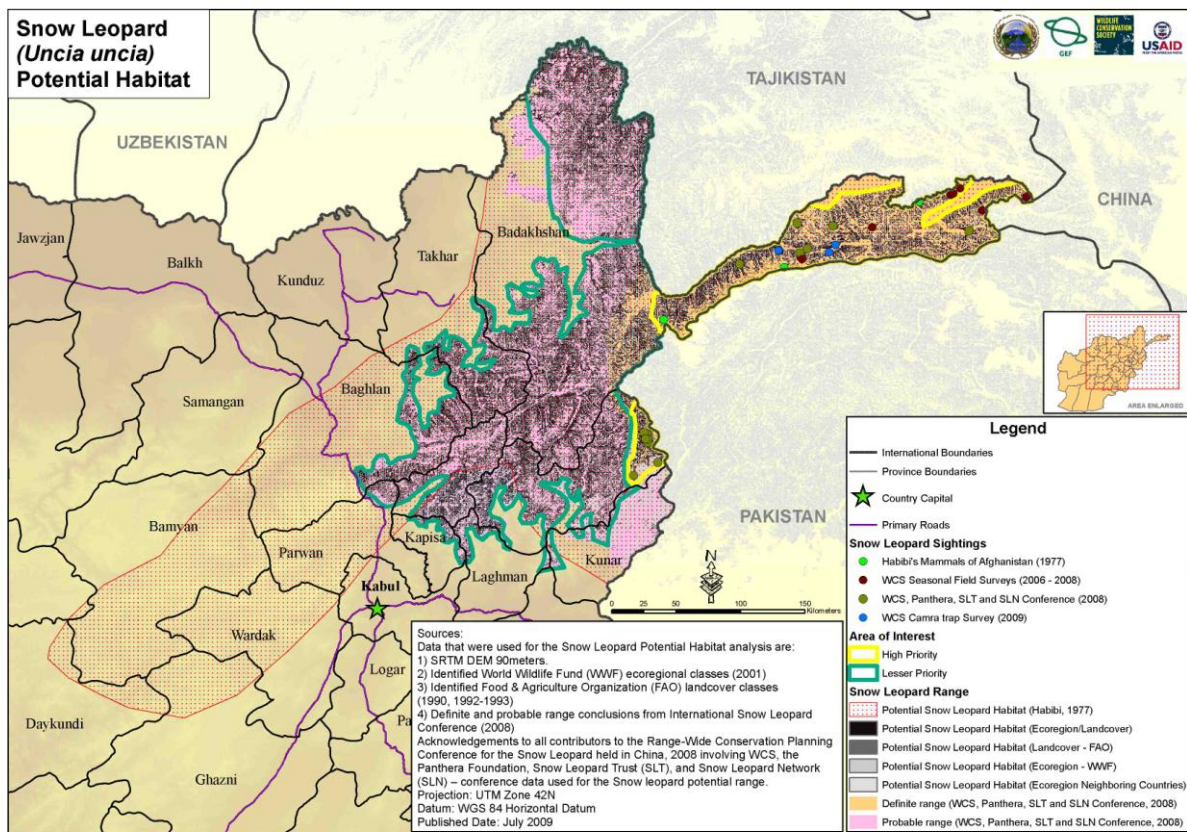 Snow Leopard
(Uncia uncia)
Potential Habitat
GEF
WILDLIFE
CONSERVATION
SOCIETY
USAID
TAJIKISTAN
UZBEKISTAN
CHINA
Jawzjan
Balkh
Kunduz
Takhar
Badakhshan
Samangan
Baghlan
AREA ENLARGED
Bamyan
Parwan
Kapisa
Kunar
PAKISTAN
Laghman
Kabul
Wardak
Logar
Daykundi
Pa
Ghazni
N
0 50 100 150
Kilometers
Sources:
Data that were used for the Snow Leopard Potential Habitat analysis are:
1) SRTM DEM 90meters.
2) Identified World Wildlife Fund (WWF) ecoregional classes (2001)
3) Identified Food & Agriculture Organization (FAO) landcover classes
(1990, 1992-1993)
4) Definite and probable range conclusions from International Snow Leopard
Conference (2008)
Acknowledgements to all contributors to the Range-Wide Conservation Planning
Conference for the Snow Leopard held in China, 2008 involving WCS, the
Panthera Foundation, Snow Leopard Trust (SLT), and Snow Leopard Network
(SLN) – conference data used for the Snow leopard potential range.
Projection: UTM Zone 42N
Datum: WGS 84 Horizontal Datum
Published Date: July 2009
Legend
International Boundaries
Province Boundaries
Country Capital
Primary Roads
Snow Leopard Sightings
Habibi's Mammals of Afghanistan (1977)
WCS Seasonal Field Surveys (2006 - 2008)
WCS, Panthera, SLT and SLN Conference (2008)
WCS Camra trap Survey (2009)
Area of Interest
High Priority
Lesser Priority
Snow Leopard Range
Potential Snow Leopard Habitat (Habibi, 1977)
Potential Snow Leopard Habitat (Ecoregion/Landcover)
Potential Snow Leopard Habitat (Landcover - FAO)
Potential Snow Leopard Habitat (Ecoregion - WWF)
Potential Snow Leopard Habitat (Ecoregion Neighboring Countries)
Definite range (WCS, Panthera, SLT and SLN Conference, 2008)
Probable range (WCS, Panthera, SLT and SLN Conference, 2008)